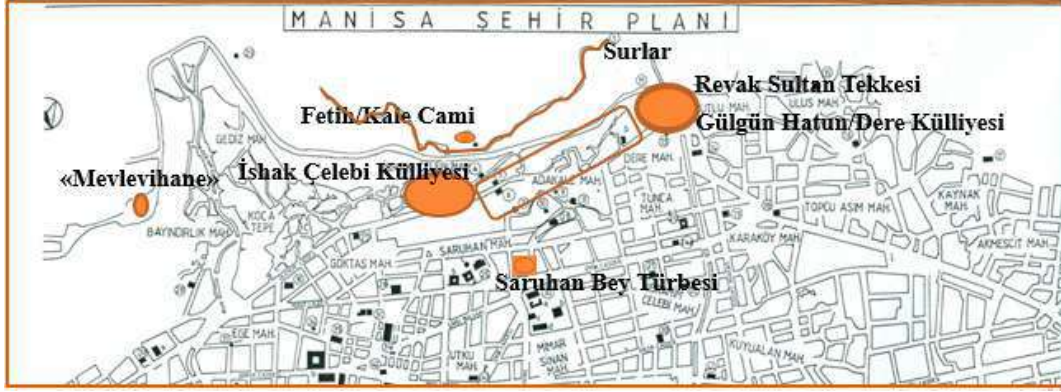 MANİSA ŞEHİR PLANI
Surlar
Revak Sultan Tekkesi
Fetih/Kale Cami
ULUS MAH.
Gülgün Hatun/Dere Külliyesi
GEDİZ MAH.
DERE MAH.
«Mevlevihane»
İshak Çelebi Külliyesi
ADAKALE MAH.
KAYNAK MAH.
TUNCA MAH.
TOPCU ASIM MAH.
KOCA TEPE
BAYINDIRLIK MAH.
SARUHAN MAH.
KARAKÖY MAH.
AKMESCİT MAH.
GÖKTAŞ MAH.
Saruhan Bey Türbesi
ÇELEBİ MAH.
EGE MAH.
UTKU MAH.
MİMAR SİNAN MAH.
KUYUALAN MAH.